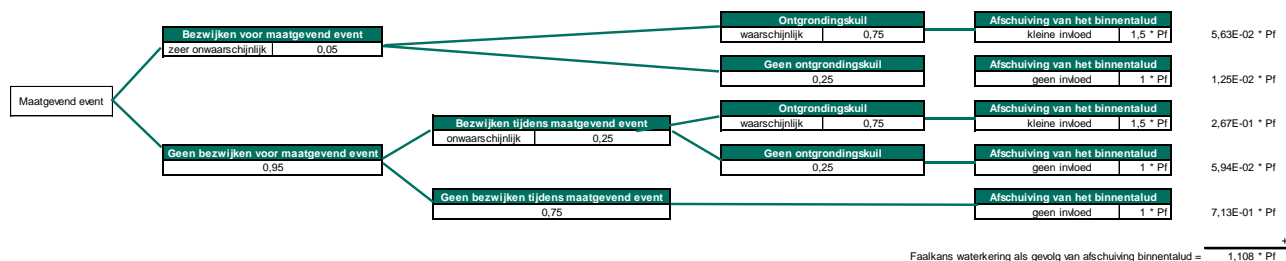 Bezwijken voor maatgevend event
zeer onwaarschijnlijk 0,05
Ontgrondingskuil
waarschijnlijk 0,75
Afschuiving van het binnentalud
kleine invloed 1,5 * Pf
5,63E-02 * Pf
Geen ontgrondingskuil
0,25
Afschuiving van het binnentalud
geen invloed 1 * Pf
1,25E-02 * Pf
Maatgevend event
Ontgrondingskuil
waarschijnlijk 0,75
Afschuiving van het binnentalud
kleine invloed 1,5 * Pf
2,67E-01 * Pf
Bezwijken tijdens maatgevend event
onwaarschijnlijk 0,25
Geen bezwijken voor maatgevend event
0,95
Geen ontgrondingskuil
0,25
Afschuiving van het binnentalud
geen invloed 1 * Pf
5,94E-02 * Pf
Geen bezwijken tijdens maatgevend event
0,75
Afschuiving van het binnentalud
geen invloed 1 * Pf
7,13E-01 * Pf
+
Faalkans waterkering als gevolg van afschuiving binnentalud = 1,108 * Pf